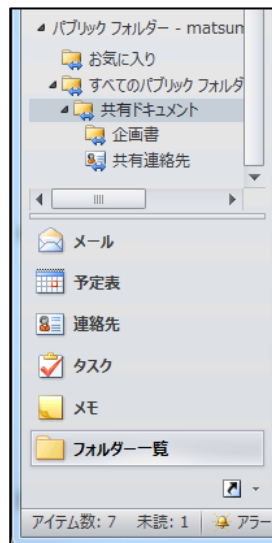 パブリック フォルダー - matsun
お気に入り
すべてのパブリック フォルダ
共有ドキュメント
企画書
共有連絡先
メール
予定表
連絡先
タスク
メモ
フォルダー一覧
アイテム数: 7 未読: 1 アラー